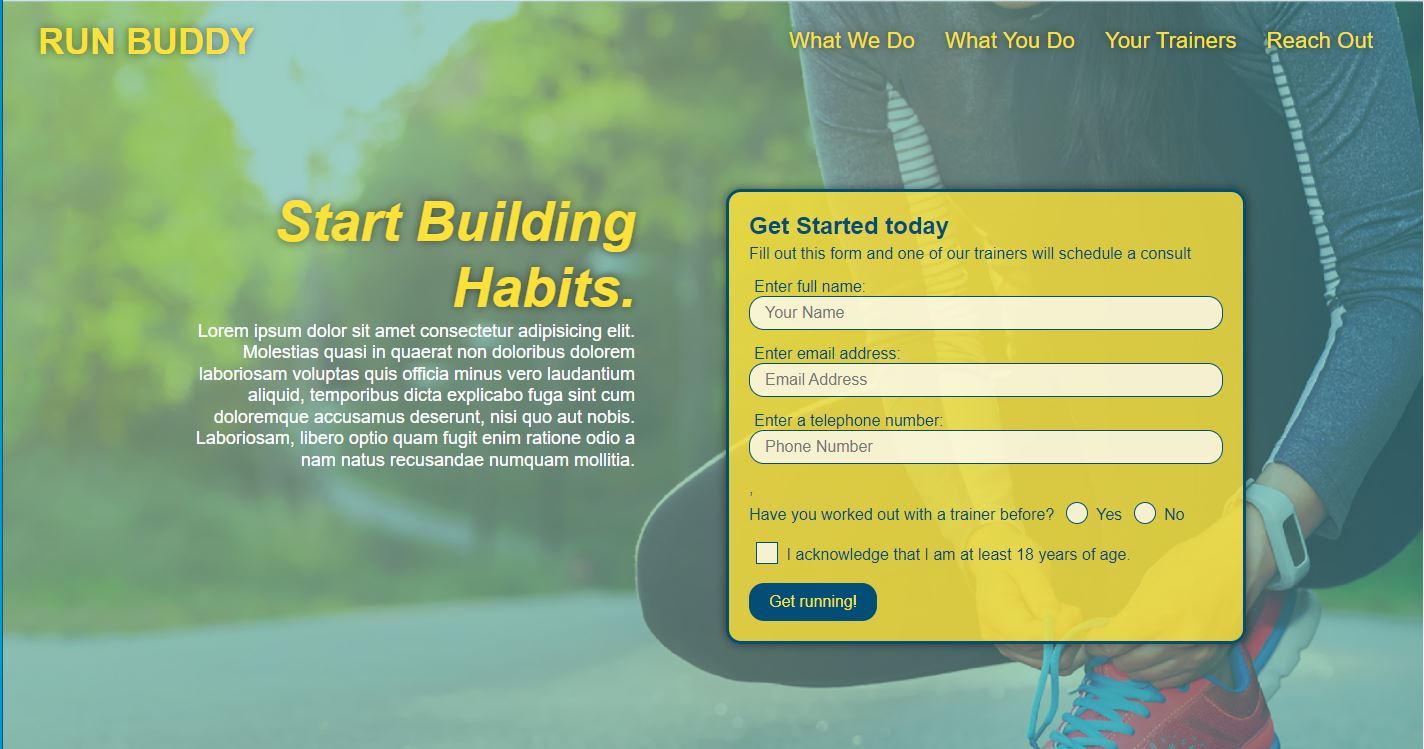 RUN BUDDY
What We Do What You Do Your Trainers Reach Out
Start Building
Habits.
Lorem ipsum dolor sit amet consectetur adipisicing elit.
Molestias quasi in quaerat non doloribus dolorem
laboriosam voluptas quis officia minus vero laudantium
aliquid, temporibus dicta explicabo fuga sint cum
doloremque accusamus deserunt, nisi quo aut nobis.
Laboriosam, libero optio quam fugit enim ratione odio a
nam natus recusandae numquam mollitia.
Get Started today
Fill out this form and one of our trainers will schedule a consult
Enter full name:
Your Name
Enter email address:
Email Address
Enter a telephone number:
Phone Number
,
Have you worked out with a trainer before? Yes No
I acknowledge that I am at least 18 years of age.
Get running!